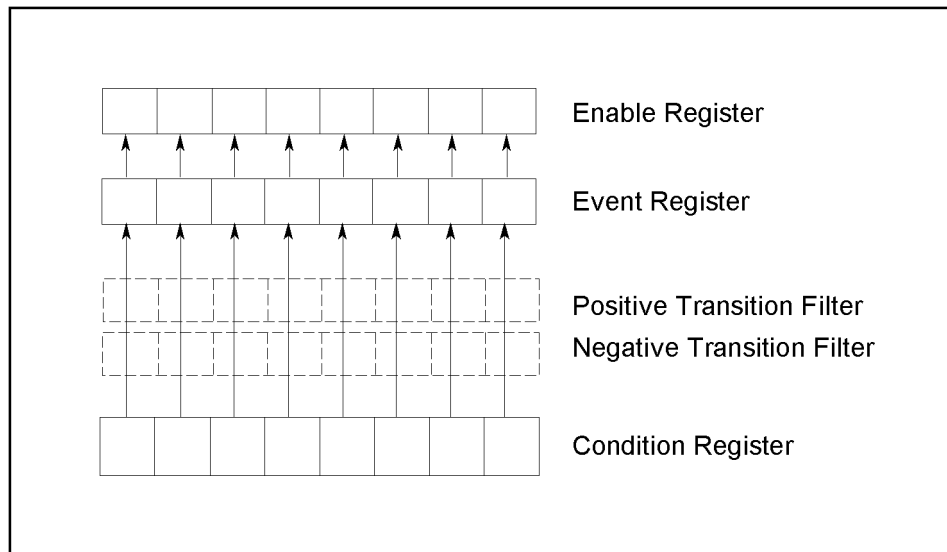 Enable Register
Event Register
Positive Transition Filter
Negative Transition Filter
Condition Register